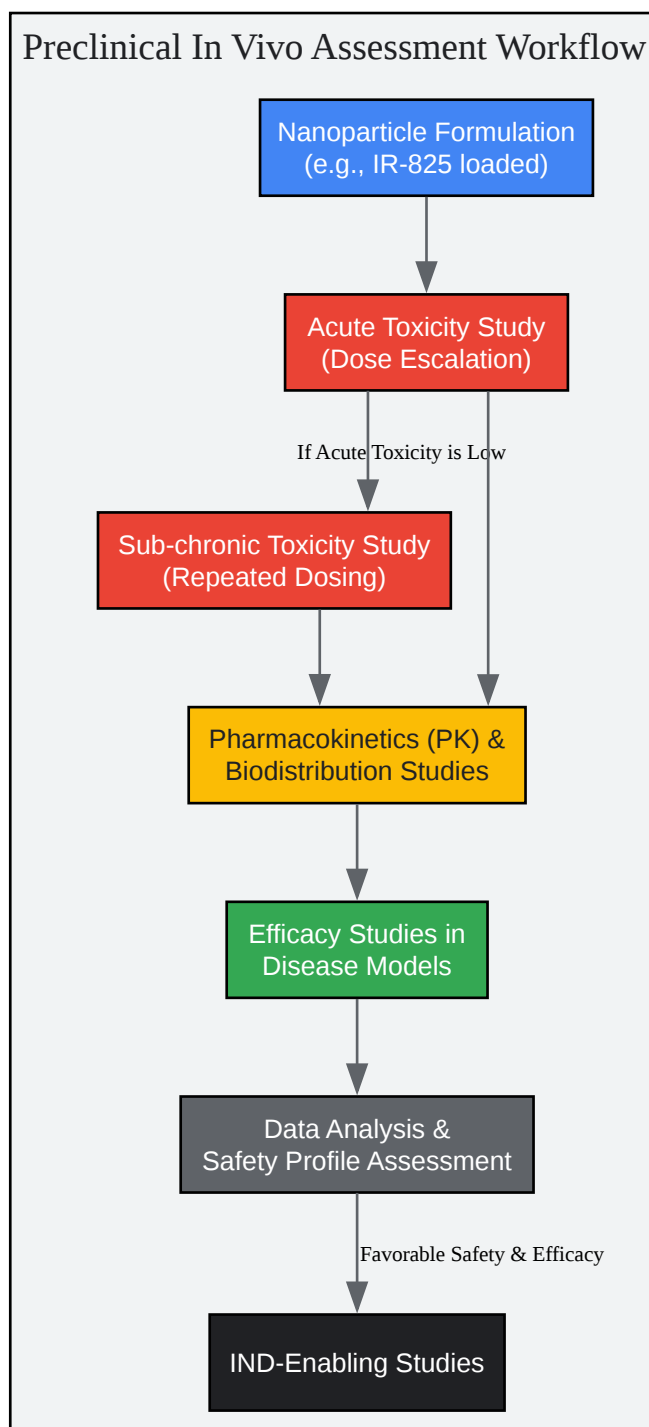 Preclinical In Vivo Assessment Workflow
Nanoparticle Formulation
(e.g., IR-825 loaded)
Acute Toxicity Study
(Dose Escalation)
If Acute Toxicity is Low
Sub-chronic Toxicity Study
(Repeated Dosing)
Pharmacokinetics (PK) &
Biodistribution Studies
Efficacy Studies in
Disease Models
Data Analysis &
Safety Profile Assessment
Favorable Safety & Efficacy
IND-Enabling Studies